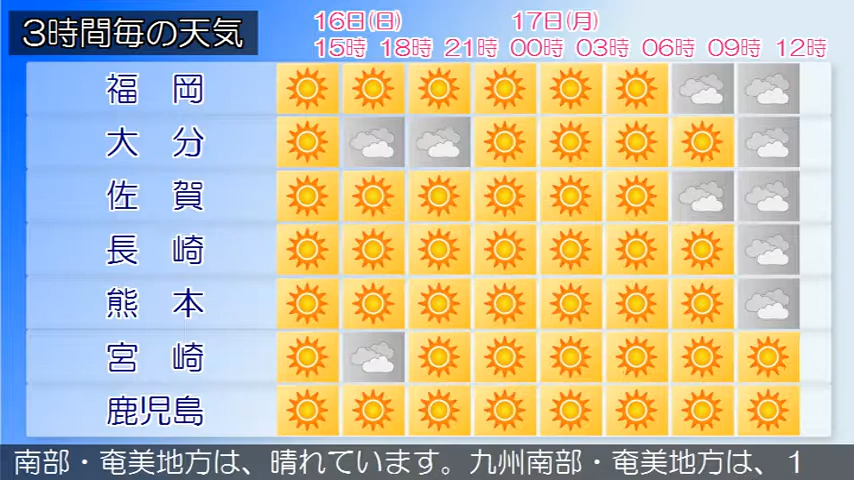 3時間毎の天気
16日(日) 17日(月)
15時 18時 21時 00時 03時 06時 09時 12時
福岡
大分
佐賀
長崎
熊本
宮崎
鹿児島
南部・奄美地方は、晴れています。九州南部・奄美地方は、1